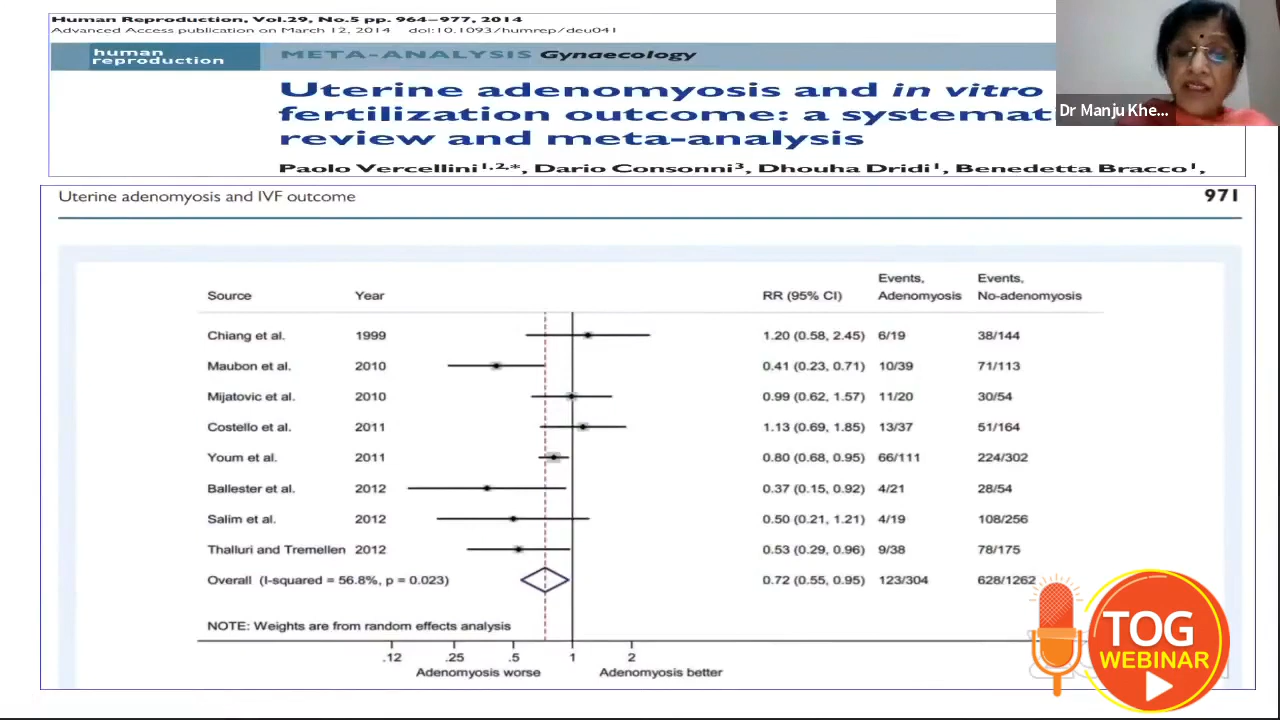 Human Reproduction, Vol.29, No.5 pp. 964–977, 2014
Advanced Access publication on March 12, 2014 doi:10.1093/humrep/deu041
human
reproduction
META-ANALYSIS Gynaecology
Uterine adenomyosis and in vitro
fertilization outcome: a systemat
review and meta-analysis
Paolo Vercellini1,2,*, Dario Consonni3, Dhouha Dridi1, Benedetta Bracco1,
Dr Manju Khe...
Uterine adenomyosis and IVF outcome 971
Events, Events,
Source Year RR (95% CI) Adenomyosis No-adenomyosis
Chiang et al. 1999 1.20 (0.58, 2.45) 6/19 38/144
Maubon et al. 2010 0.41 (0.23, 0.71) 10/39 71/113
Mijatovic et al. 2010 0.99 (0.62, 1.57) 11/20 30/54
Costello et al. 2011 1.13 (0.69, 1.85) 13/37 51/164
Youm et al. 2011 0.80 (0.68, 0.95) 66/111 224/302
Ballester et al. 2012 0.37 (0.15, 0.92) 4/21 28/54
Salim et al. 2012 0.50 (0.21, 1.21) 4/19 108/256
Thalluri and Tremellen 2012 0.53 (0.29, 0.96) 9/38 78/175
Overall (I-squared = 56.8%, p = 0.023) 0.72 (0.55, 0.95) 123/304 628/1262
NOTE: Weights are from random effects analysis
.12 .25 .5 1 2
Adenomyosis worse Adenomyosis better
TOG
WEBINAR